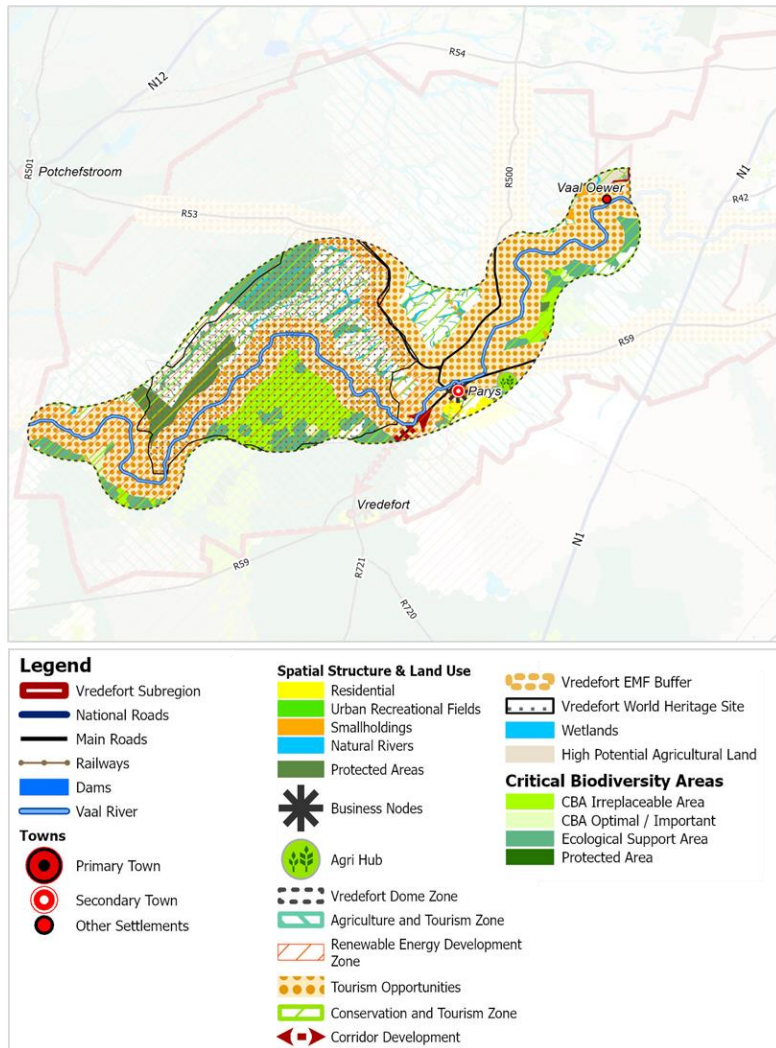 R54
N12
R501
Potchefstroom
R500
N1
Vaal Oewer
R42
R53
R59
Parys
Vredefort
N1
R59
R721
R720
Legend
Vredefort Subregion
National Roads
Main Roads
Railways
Dams
Vaal River
Towns
Primary Town
Secondary Town
Other Settlements
Spatial Structure & Land Use
Residential
Urban Recreational Fields
Smallholdings
Natural Rivers
Protected Areas
Business Nodes
Agri Hub
Vredefort Dome Zone
Agriculture and Tourism Zone
Renewable Energy Development
Zone
Tourism Opportunities
Conservation and Tourism Zone
Corridor Development
Vredefort EMF Buffer
Vredefort World Heritage Site
Wetlands
High Potential Agricultural Land
Critical Biodiversity Areas
CBA Irreplaceable Area
CBA Optimal / Important
Ecological Support Area
Protected Area